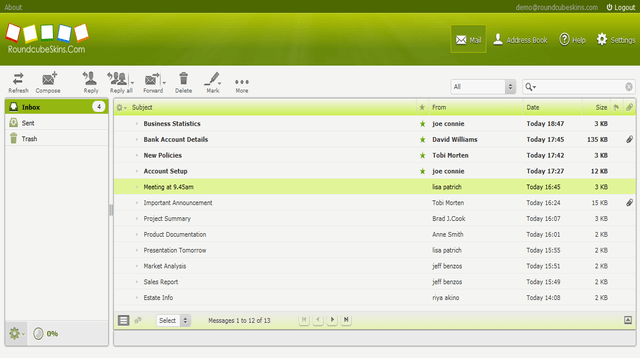 About demo@roundcubeskins.com Logout
RoundcubeSkins.Com Mail Address Book Help Settings
Refresh Compose Reply Reply all Forward Delete Mark More All
Inbox 4 Subject From Date Size
Business Statistics joe connie Today 18:47 3 KB
Sent
Bank Account Details David Williams Today 17:45 135 KB
Trash
New Policies Tobi Morten Today 17:42 3 KB
Account Setup joe connie Today 17:27 12 KB
Meeting at 9.45am lisa patrich Today 16:45 3 KB
Important Announcement Tobi Morten Today 16:24 15 KB
Project Summary Brad J.Cook Today 16:07 3 KB
Product Documentation Anne Smith Today 16:01 2 KB
Presentation Tomorrow lisa patrich Today 15:55 2 KB
Market Analysis jeff benzos Today 15:51 2 KB
Sales Report jeff benzos Today 15:49 2 KB
Estate Info riya akino Today 14:08 2 KB
0% Select Messages 1 to 12 of 13